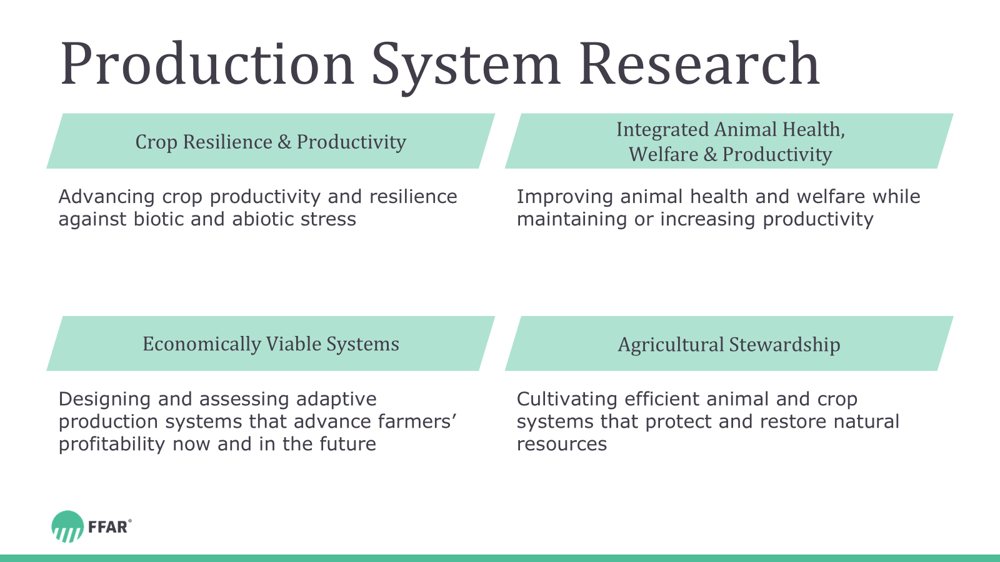 Production System Research
Crop Resilience & Productivity
Advancing crop productivity and resilience
against biotic and abiotic stress
Integrated Animal Health,
Welfare & Productivity
Improving animal health and welfare while
maintaining or increasing productivity
Economically Viable Systems
Designing and assessing adaptive
production systems that advance farmers’
profitability now and in the future
Agricultural Stewardship
Cultivating efficient animal and crop
systems that protect and restore natural
resources
FFAR®